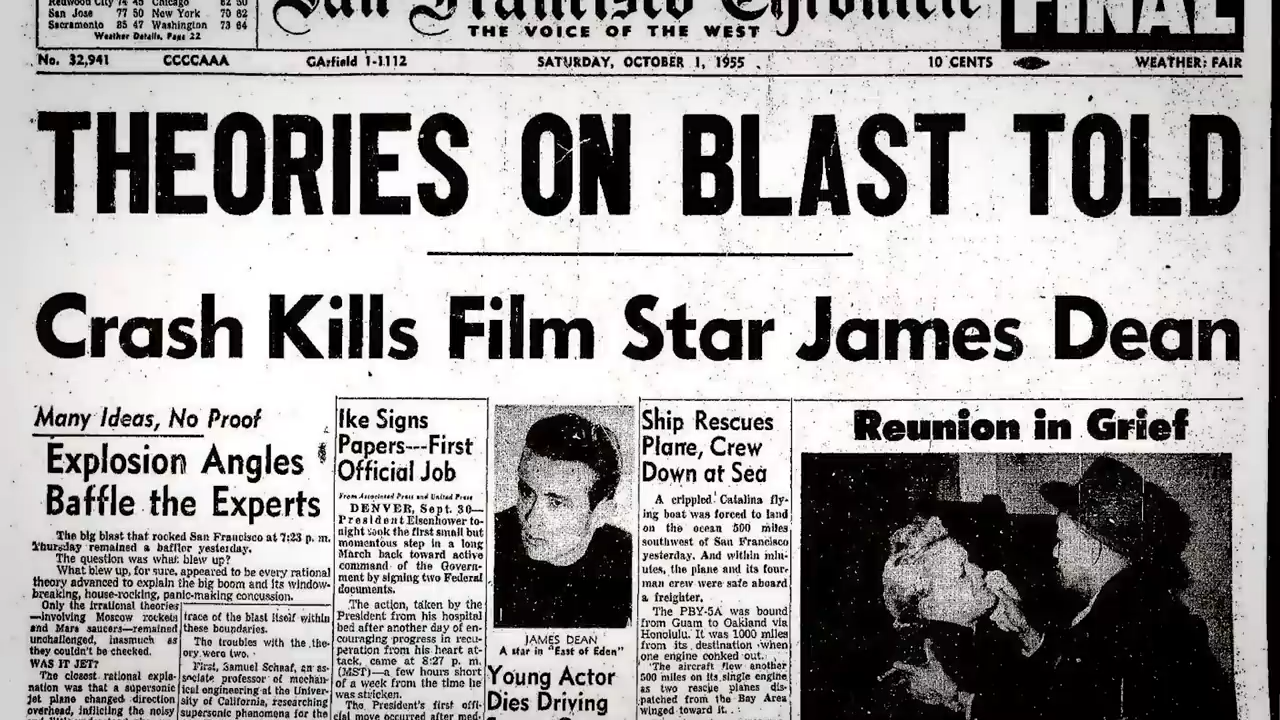 Redwood City 74 45 Chicago 62 50
San Jose 77 50 New York 70 62
Sacramento 85 47 Washington 73 64
Weather Details, Page 22
San Francisco Chronicle
THE VOICE OF THE WEST
FINAL
No. 32,941 CCCCAAA GArfield 1-1112 SATURDAY, OCTOBER 1, 1955 10 CENTS WEATHER: FAIR
THEORIES ON BLAST TOLD
Crash Kills Film Star James Dean
Many Ideas, No Proof
Explosion Angles
Baffle the Experts
The big blast that rocked San Francisco at 7:23 p. m.
Thursday remained a baffler yesterday.
The question was what blew up?
What blew up, for sure, appeared to be every rational
theory advanced to explain the big boom and its window-
breaking, house-rocking, panic-making concussion.
Only the irrational theories
—involving Moscow rockets
and Mars saucers—remained
unchallenged, inasmuch as
they couldn't be checked.
WAS IT JET?
The closest rational expla-
nation was that a supersonic
jet plane changed direction
overhead, inflicting the noisy
trace of the blast itself within
these boundaries.
The troubles with the the-
ory were two.
First, Samuel Schaaf, an as-
sociate professor of mechan-
ical engineering at the Univer-
sity of California, researching
supersonic phenomena for the
Ike Signs
Papers---First
Official Job
From Associated Press and United Press
DENVER, Sept. 30—
President Eisenhower to-
night took the first small but
momentous step in a long
March back toward active
command of the Govern-
ment by signing two Federal
documents.
The action, taken by the
President from his hospital
bed after another day of en-
couraging progress in recu-
peration from his heart at-
tack, came at 8:27 p. m.
(MST)—a few hours short
of a week from the time he
was stricken.
The President's first offi-
cial move occurred after med-
JAMES DEAN
A star in "East of Eden"
Young Actor
Dies Driving
Ship Rescues
Plane, Crew
Down at Sea
A crippled Catalina fly-
ing boat was forced to land
on the ocean 500 miles
southwest of San Francisco
yesterday. And within min-
utes, the plane and its four-
man crew were safe aboard
a freighter.
The PBY-5A was bound
from Guam to Oakland via
Honolulu. It was 1000 miles
from its destination when
one engine conked out.
The aircraft flew another
500 miles on its single engine
as two rescue planes dis-
patched from the Bay Area
winged toward it.
Reunion in Grief